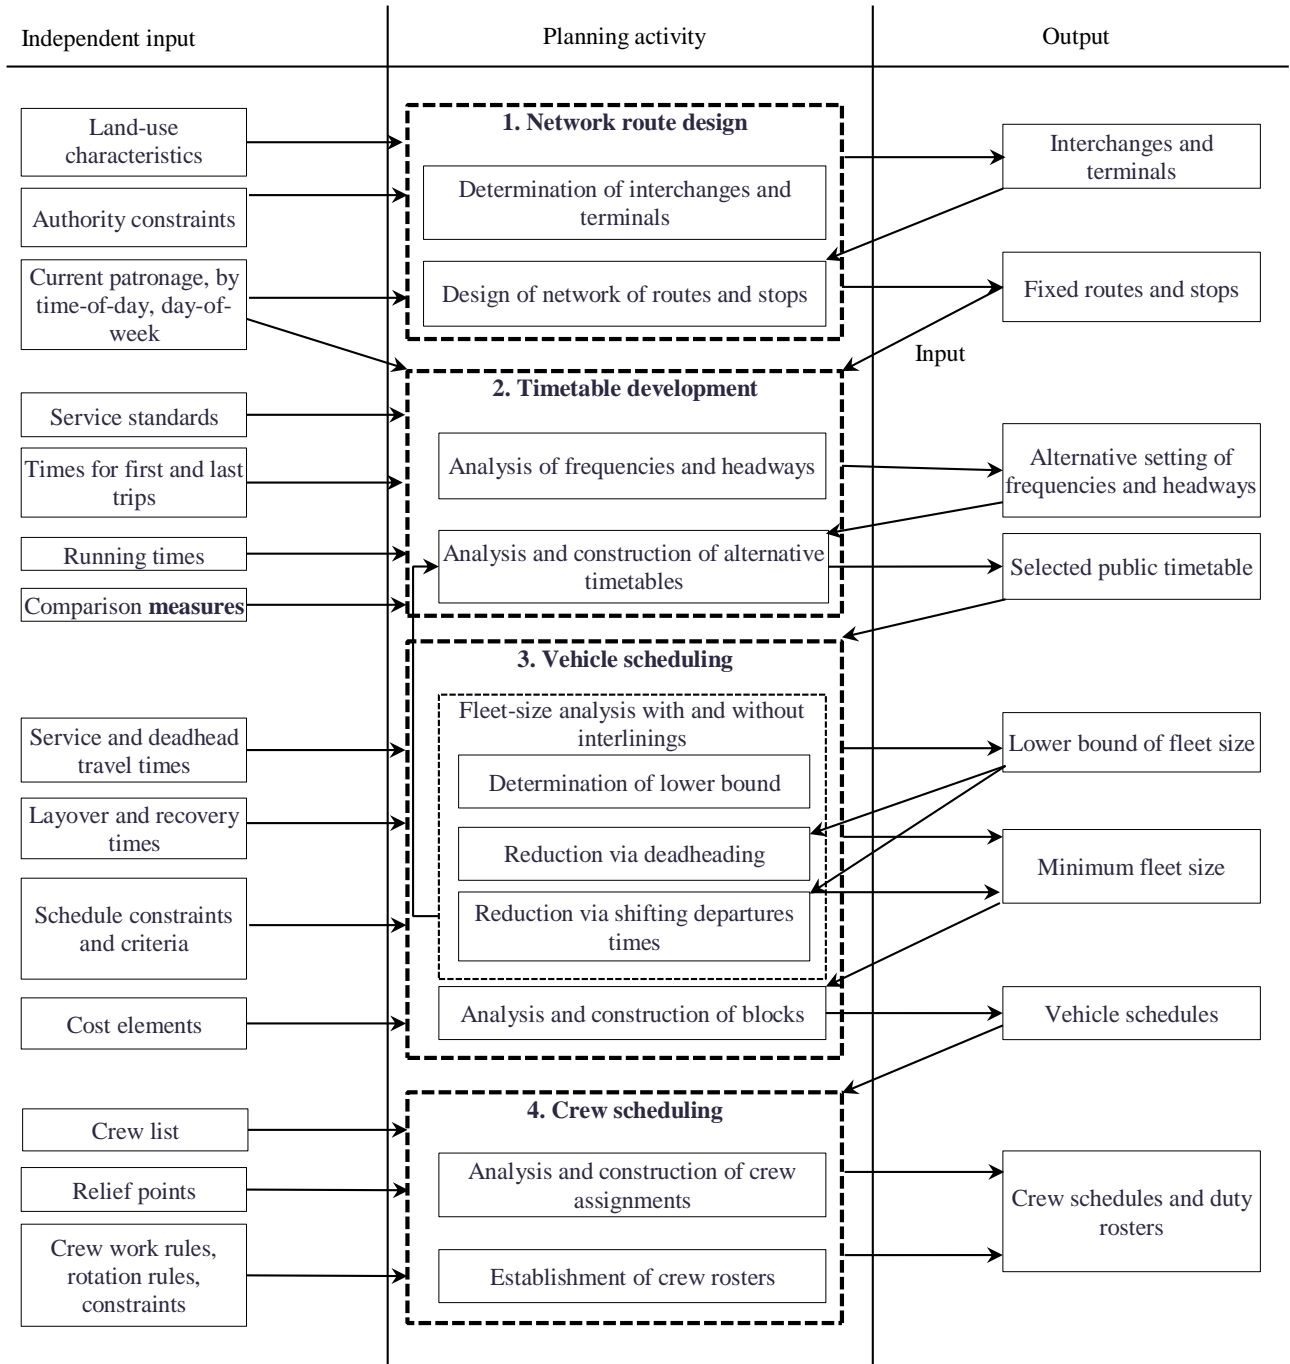 Independent input
Planning activity
Output
Land-use
characteristics
Authority constraints
Current patronage, by
time-of-day, day-of-
week
Service standards
Times for first and last
trips
Running times
Comparison measures
Service and deadhead
travel times
Layover and recovery
times
Schedule constraints
and criteria
Cost elements
Crew list
Relief points
Crew work rules,
rotation rules,
constraints
1. Network route design
Determination of interchanges and
terminals
Design of network of routes and stops
2. Timetable development
Analysis of frequencies and headways
Analysis and construction of alternative
timetables
3. Vehicle scheduling
Fleet-size analysis with and without
interlinings
Determination of lower bound
Reduction via deadheading
Reduction via shifting departures
times
Analysis and construction of blocks
4. Crew scheduling
Analysis and construction of crew
assignments
Establishment of crew rosters
Interchanges and
terminals
Fixed routes and stops
Input
Alternative setting of
frequencies and headways
Selected public timetable
Lower bound of fleet size
Minimum fleet size
Vehicle schedules
Crew schedules and duty
rosters